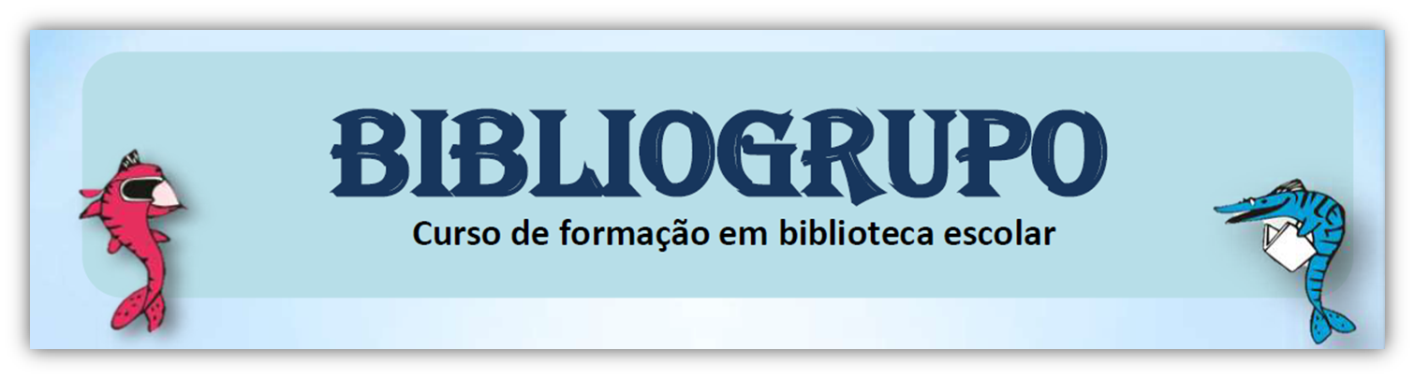 BIBLIOGRUPO
Curso de formação em biblioteca escolar